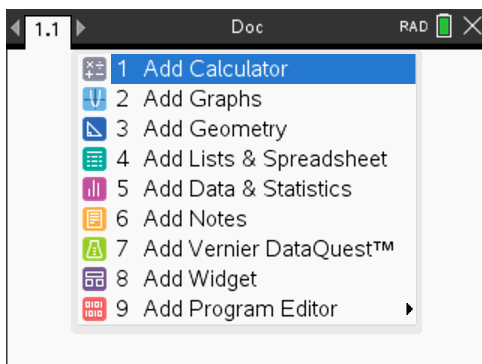 1.1 Doc RAD
1 Add Calculator
2 Add Graphs
3 Add Geometry
4 Add Lists & Spreadsheet
5 Add Data & Statistics
6 Add Notes
7 Add Vernier DataQuest™
8 Add Widget
9 Add Program Editor